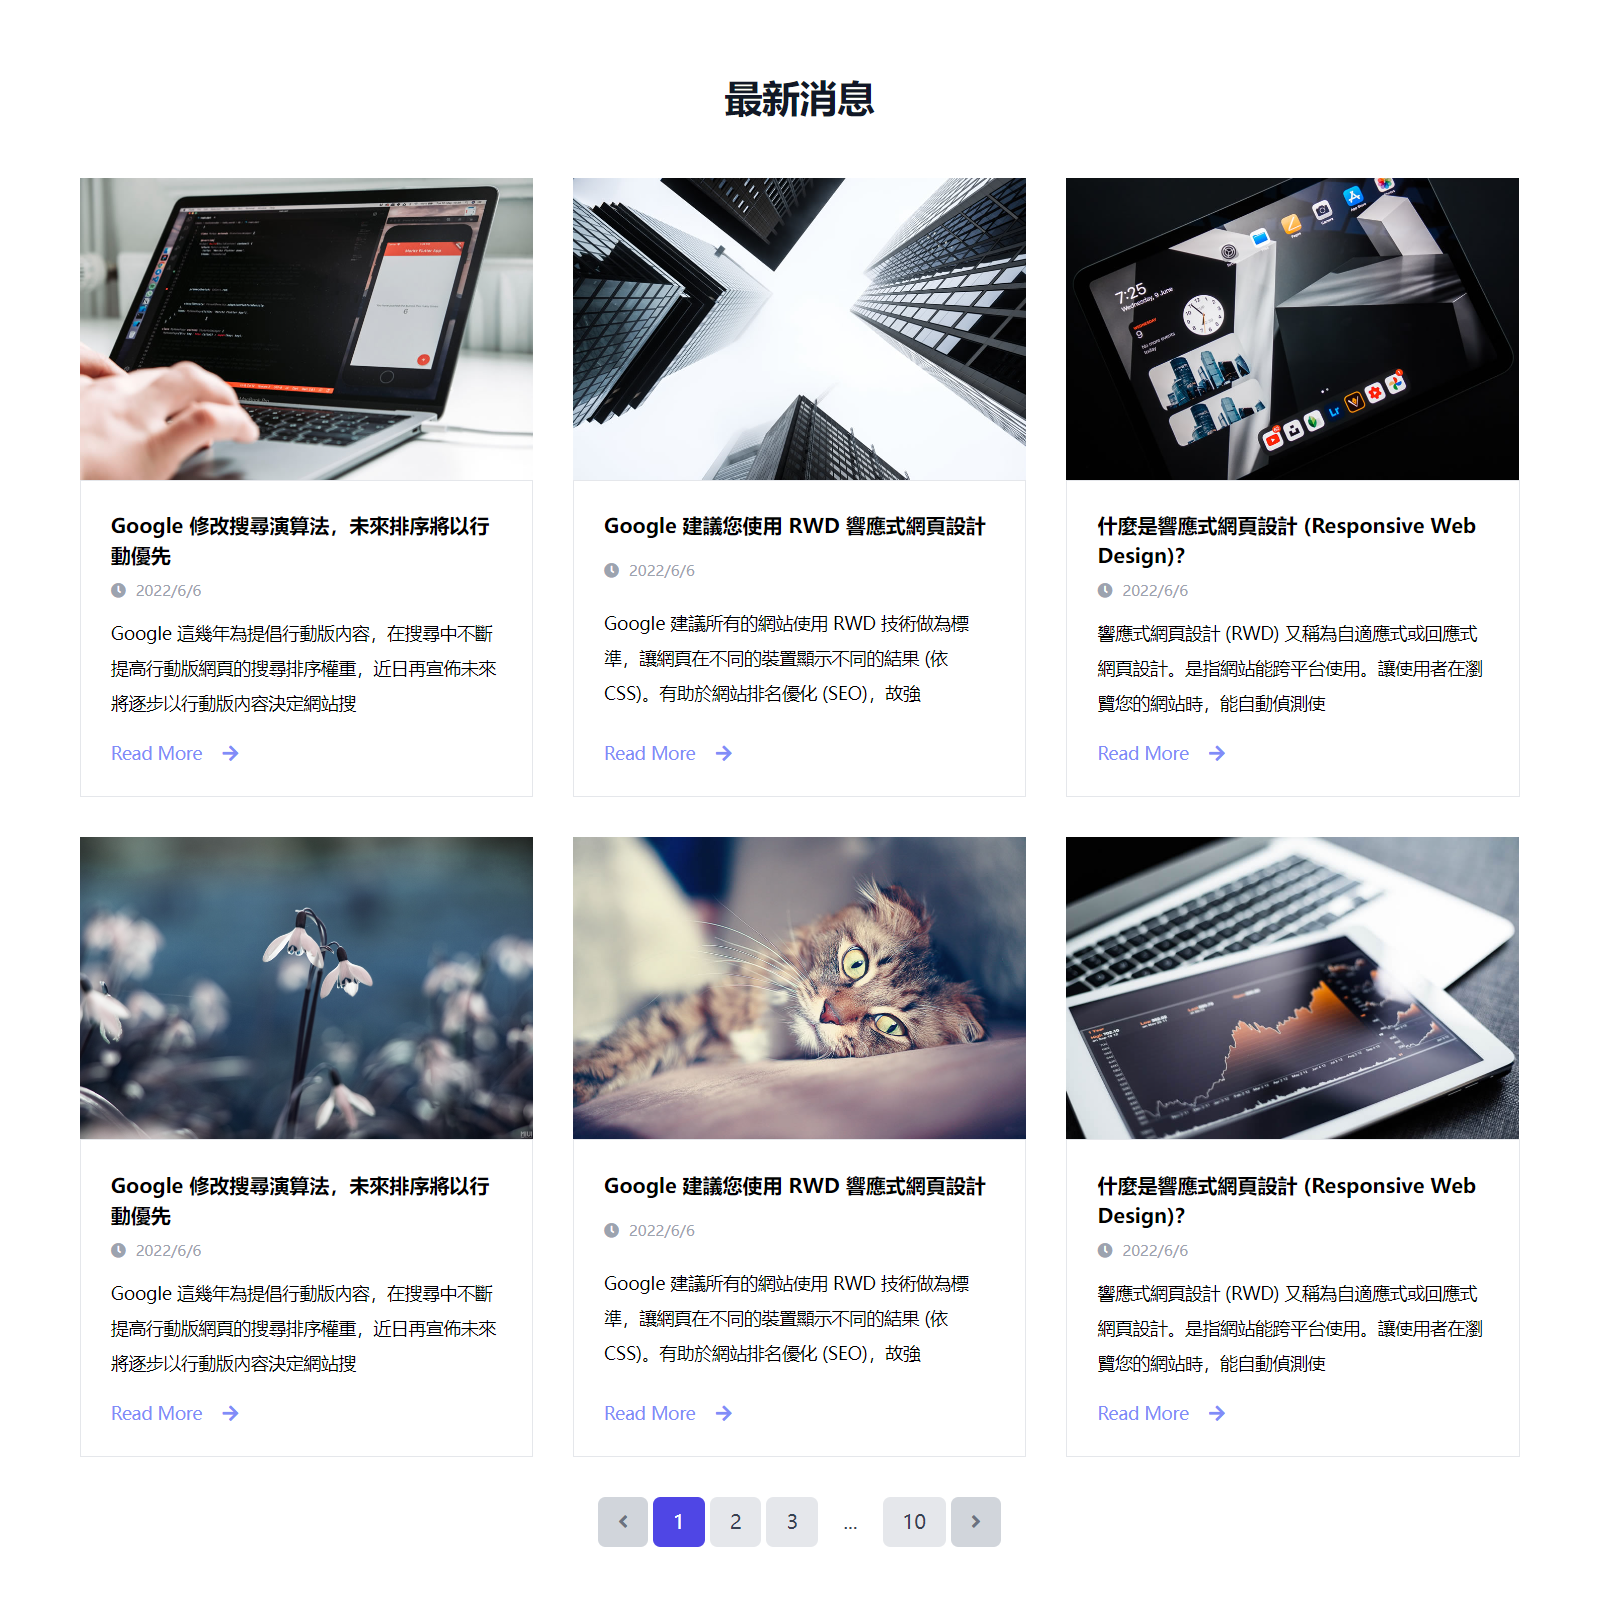 最新消息
7:25
Wednesday, 9 June
WEDNESDAY
9
No more events
today
Google 修改搜尋演算法，未來排序將以行
動優先
2022/6/6
Google 這幾年為提倡行動版內容，在搜尋中不斷
提高行動版網頁的搜尋排序權重，近日再宣佈未來
將逐步以行動版內容決定網站搜
Read More
Google 建議您使用 RWD 響應式網頁設計
2022/6/6
Google 建議所有的網站使用 RWD 技術做為標
準，讓網頁在不同的裝置顯示不同的結果 (依
CSS)。有助於網站排名優化 (SEO)，故強
Read More
什麼是響應式網頁設計 (Responsive Web
Design)?
2022/6/6
響應式網頁設計 (RWD) 又稱為自適應式或回應式
網頁設計。是指網站能跨平台使用。讓使用者在瀏
覽您的網站時，能自動偵測使
Read More
Google 修改搜尋演算法，未來排序將以行
動優先
2022/6/6
Google 這幾年為提倡行動版內容，在搜尋中不斷
提高行動版網頁的搜尋排序權重，近日再宣佈未來
將逐步以行動版內容決定網站搜
Read More
Google 建議您使用 RWD 響應式網頁設計
2022/6/6
Google 建議所有的網站使用 RWD 技術做為標
準，讓網頁在不同的裝置顯示不同的結果 (依
CSS)。有助於網站排名優化 (SEO)，故強
Read More
什麼是響應式網頁設計 (Responsive Web
Design)?
2022/6/6
響應式網頁設計 (RWD) 又稱為自適應式或回應式
網頁設計。是指網站能跨平台使用。讓使用者在瀏
覽您的網站時，能自動偵測使
Read More
1 2 3 ... 10